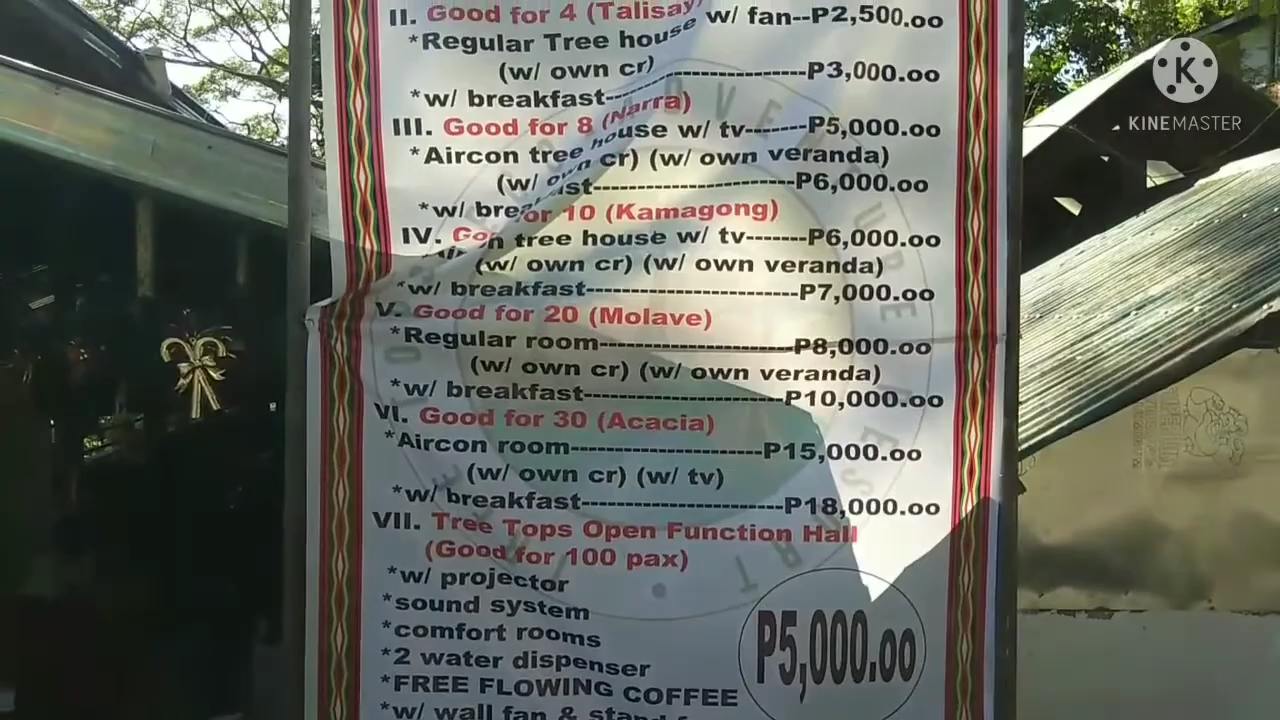 II. Good for 4 (Talisay)
*Regular Tree house w/ fan--P2,500.oo
(w/ own cr)
*w/ breakfast---------------------P3,000.oo
III. Good for 8 (Narra)
*Aircon tree house w/ tv-------P5,000.oo
(w/ own cr) (w/ own veranda)
*w/ breakfast-----------------------P6,000.oo
IV. Good for 10 (Kamagong)
*Aircon tree house w/ tv-------P6,000.oo
(w/ own cr) (w/ own veranda)
*w/ breakfast------------------------P7,000.oo
V. Good for 20 (Molave)
*Regular room----------------------P8,000.oo
(w/ own cr) (w/ own veranda)
*w/ breakfast----------------------P10,000.oo
VI. Good for 30 (Acacia)
*Aircon room---------------------P15,000.oo
(w/ own cr) (w/ tv)
*w/ breakfast----------------------P18,000.oo
VII. Tree Tops Open Function Hall
(Good for 100 pax)
*w/ projector
*sound system
*comfort rooms
*2 water dispenser
*FREE FLOWING COFFEE
*w/ wall fan & stand
P5,000.oo
K
KINEMASTER